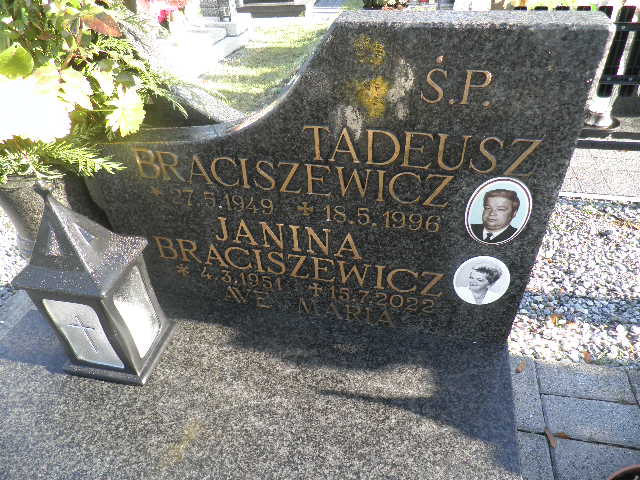 Ś.P.
TADEUSZ
BRACISZEWICZ
* 27.5.1949 + 18.5.1996
JANINA
BRACISZEWICZ
* 4.3.1951 + 15.7.2022
AVE MARIA